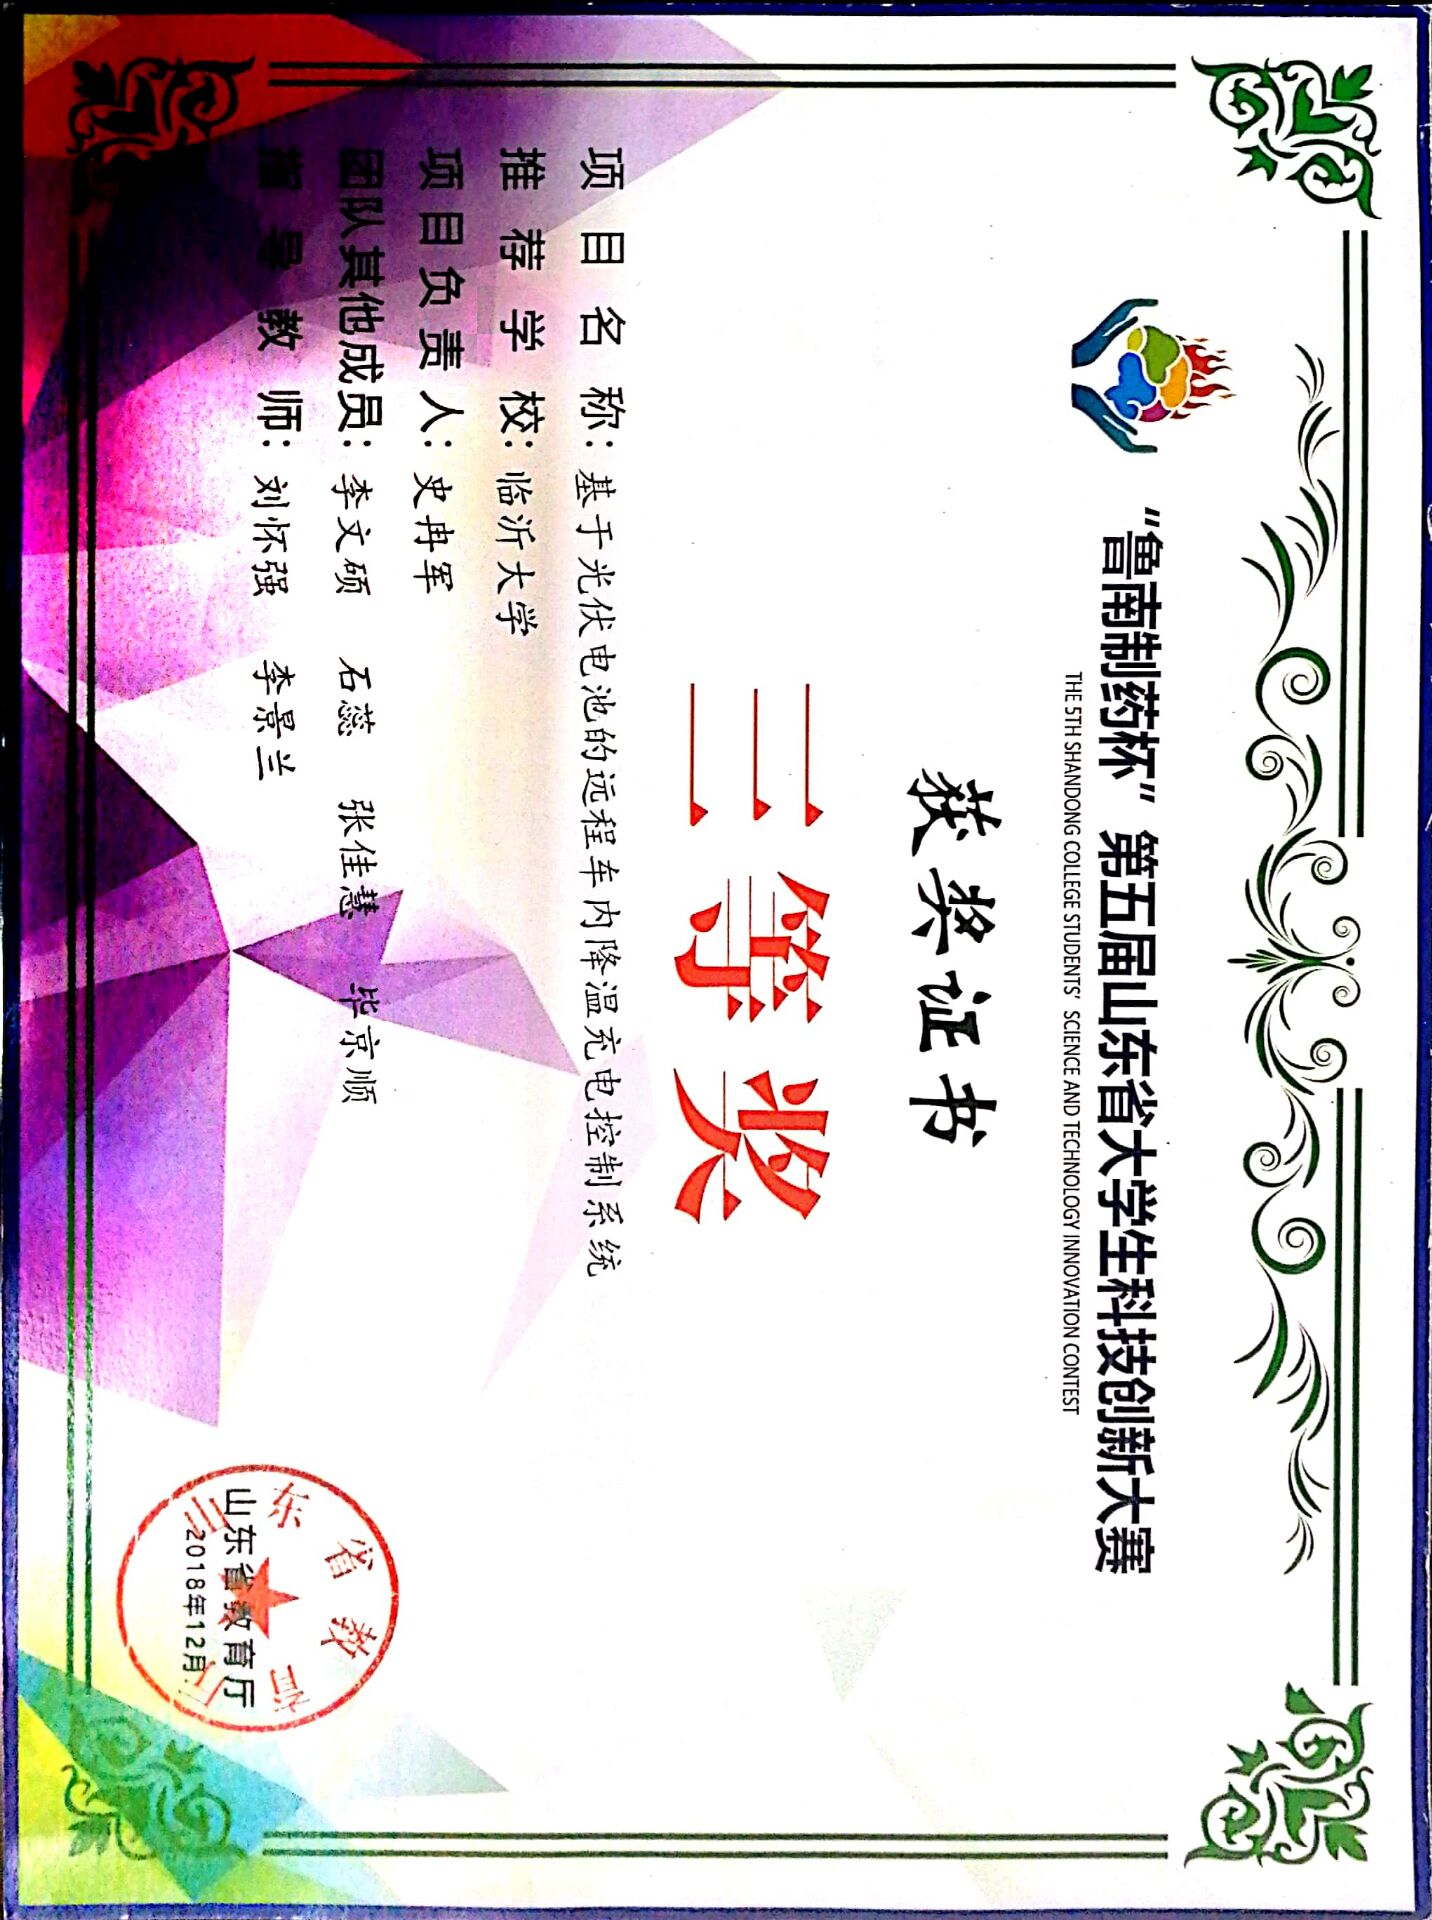 “鲁南制药杯”第五届山东省大学生科技创新大赛
THE 5TH SHANDONG COLLEGE STUDENTS' SCIENCE AND TECHNOLOGY INNOVATION CONTEST
获奖证书
三等奖
项目名称：基于光伏电池的远程车内降温充电控制系统
推荐学校：临沂大学
项目负责人：史冉军
团队其他成员：李文硕 石蕊 张佳慧 毕京顺
指导教师：刘怀强 李景兰
山东省教育厅
山东省教育厅
2018年12月